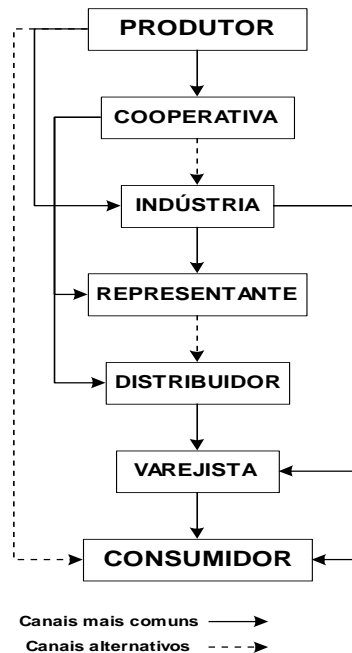 PRODUTOR
COOPERATIVA
INDÚSTRIA
REPRESENTANTE
DISTRIBUIDOR
VAREJISTA
CONSUMIDOR
Canais mais comuns
Canais alternativos